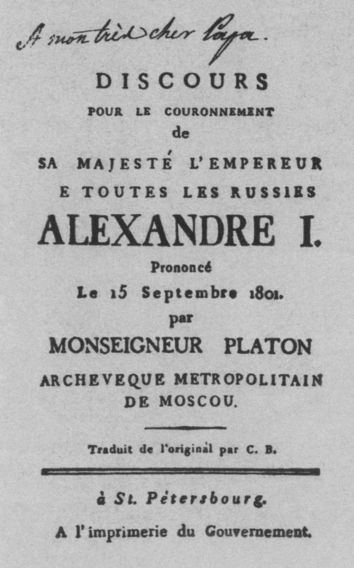 A mon très cher Papa.
DISCOURS
POUR LE COURONNEMENT
de
SA MAJESTÉ L'EMPEREUR
E TOUTES LES RUSSIES
ALEXANDRE I.
Prononcé
Le 15 Septembre 1801.
par
MONSEIGNEUR PLATON
ARCHEVEQUE METROPOLITAIN
DE MOSCOU.
Traduit de l'original par C. B.
à St. Pétersbourg.
A l'imprimerie du Gouvernement.